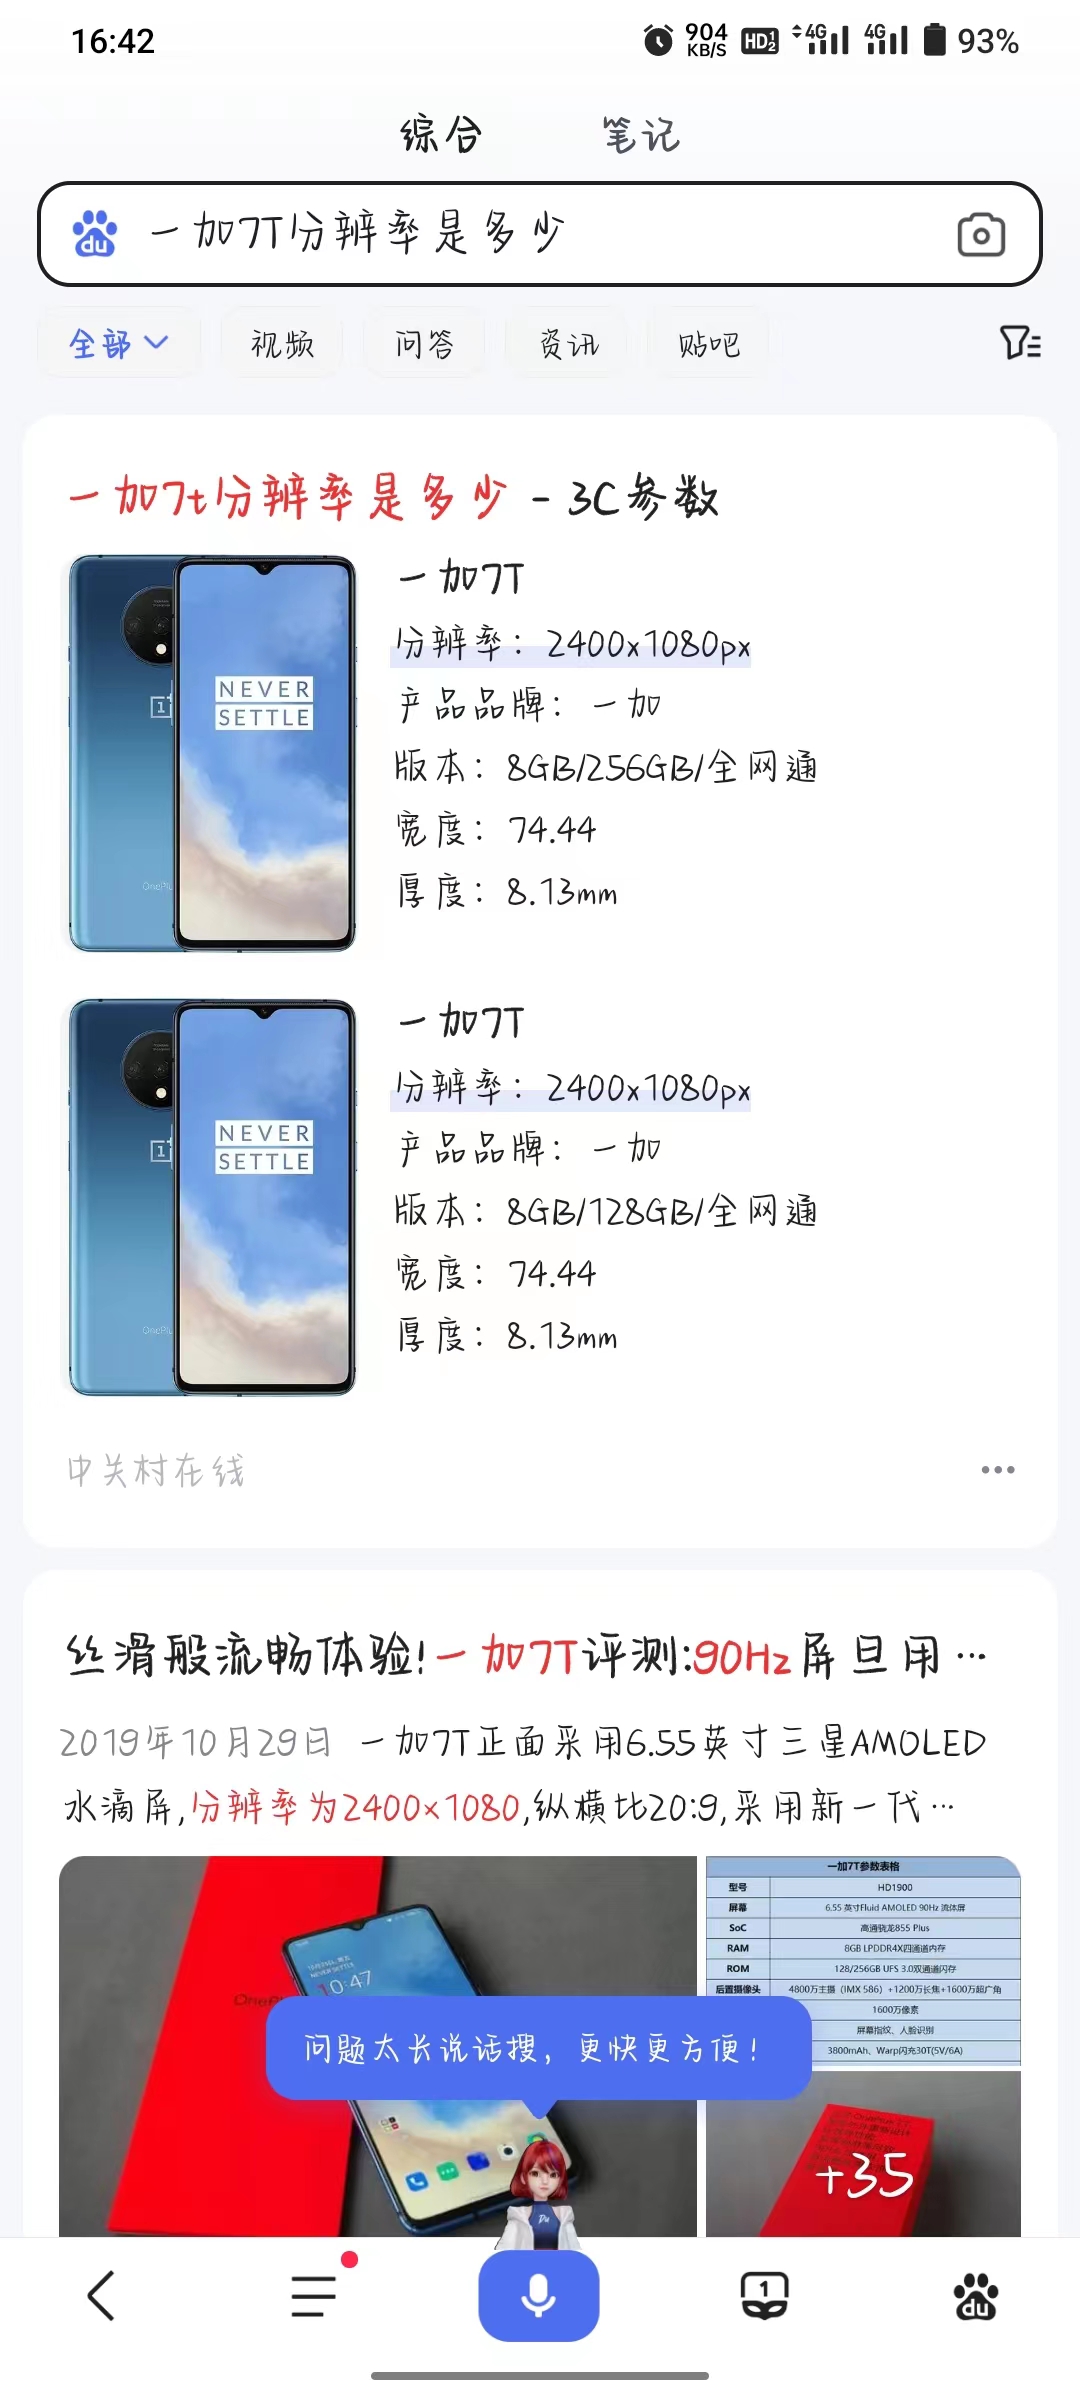 16:42
904 KB/S HD 1 2 4G 4G 93%
综合 笔记
du 一加7T分辨率是多少
全部 视频 问答 资讯 贴吧
一加7t分辨率是多少 - 3C参数
一加7T
分辨率：2400x1080px
产品品牌：一加
版本：8GB/256GB/全网通
宽度：74.44
厚度：8.13mm
NEVER
SETTLE
一加7T
分辨率：2400x1080px
产品品牌：一加
版本：8GB/128GB/全网通
宽度：74.44
厚度：8.13mm
NEVER
SETTLE
中关村在线
丝滑般流畅体验!一加7T评测:90Hz屏且用…
2019年10月29日 一加7T正面采用6.55英寸三星AMOLED
水滴屏,分辨率为2400×1080,纵横比20:9,采用新一代…
一加7T参数表格
型号 HD1900
屏幕 6.55 英寸Fluid AMOLED 90Hz 流体屏
SoC 高通骁龙855 Plus
RAM 8GB LPDDR4X四通道内存
ROM 128/256GB UFS 3.0双通道闪存
后置摄像头 4800万主摄（IMX 586）+1200万长焦+1600万超广角
1600万像素
屏幕指纹、人脸识别
3800mAh、Warp闪充30T(5V/6A)
10:47
问题太长说话搜，更快更方便！
+35
Du
1
du